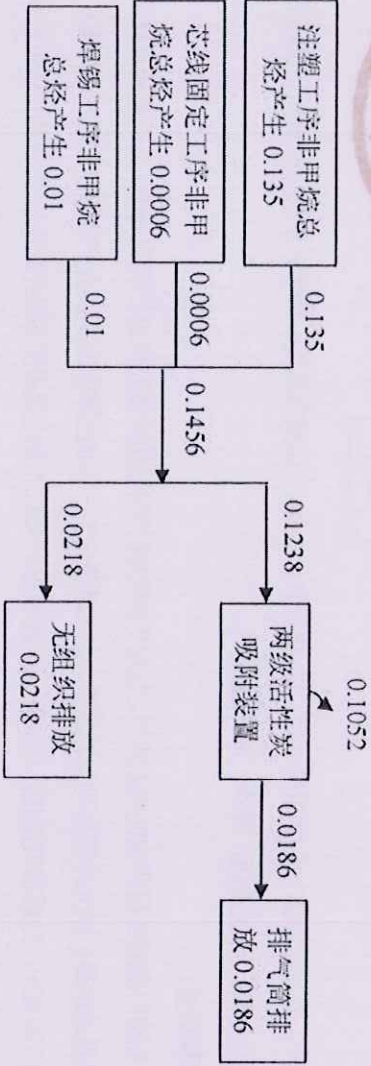 注塑工序非甲烷总
烃产生 0.135
0.135
芯线固定工序非甲
烷总烃产生 0.0006
0.0006
焊锡工序非甲烷
总烃产生 0.01
0.01
0.1456
0.1238
两级活性炭
吸附装置
0.1052
0.0186
排气筒排
放 0.0186
0.0218
无组织排放
0.0218